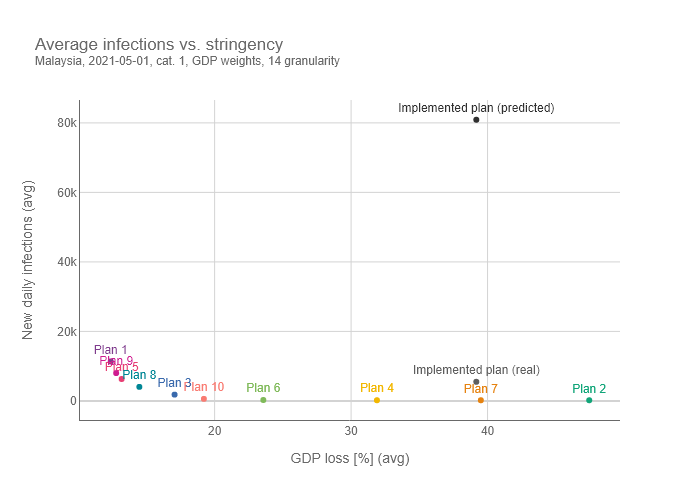 Average infections vs. stringency
Malaysia, 2021-05-01, cat. 1, GDP weights, 14 granularity
Implemented plan (predicted)
80k
60k
40k
20k
0
New daily infections (avg)
Plan 1
Plan 9
Plan 5
Plan 8
Plan 3
Plan 10
Plan 6
Plan 4
Implemented plan (real)
Plan 7
Plan 2
20
30
40
GDP loss [%] (avg)